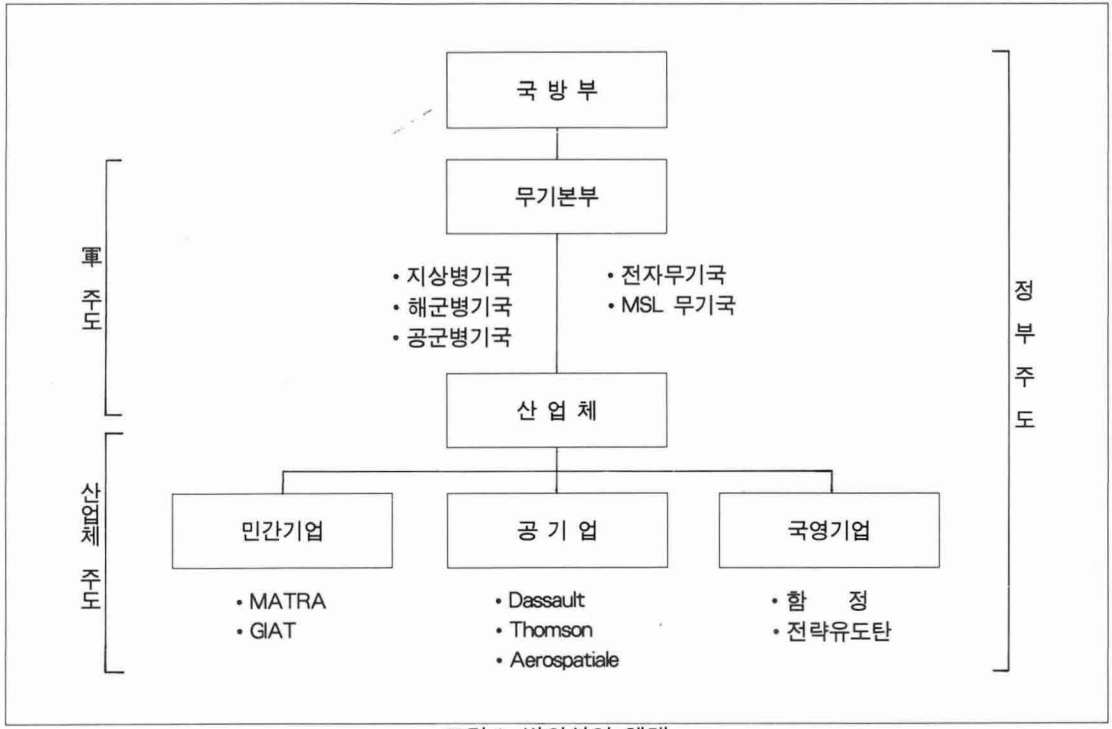 국 방 부
무기본부
• 지상병기국
• 해군병기국
• 공군병기국
• 전자무기국
• MSL 무기국
軍 주도
정부주도
산 업 체
산업체 주도
민간기업
공 기 업
국영기업
• MATRA
• GIAT
• Dassault
• Thomson
• Aerospatiale
• 함 정
• 전략유도탄